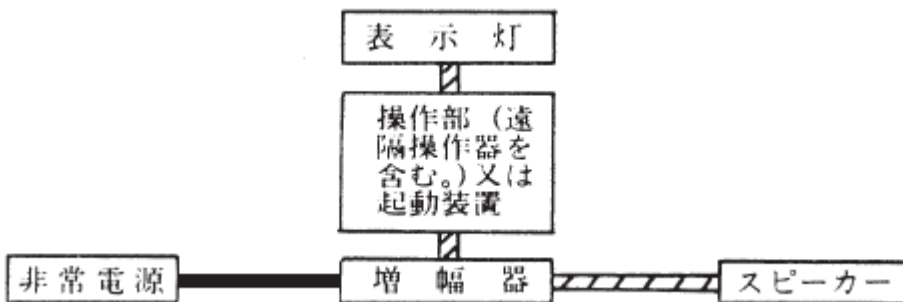 表示灯
操作部（遠
隔操作器を
含む。）又は
起動装置
非常電源
増幅器
スピーカー